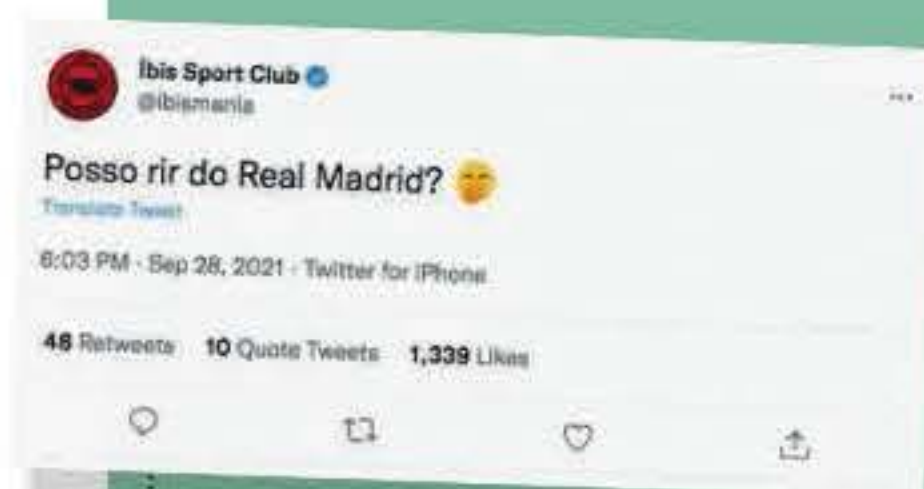 Íbis Sport Club
@ibismania
Posso rir do Real Madrid? 🤭
Translate Tweet
6:03 PM · Sep 28, 2021 · Twitter for iPhone
48 Retweets 10 Quote Tweets 1,339 Likes